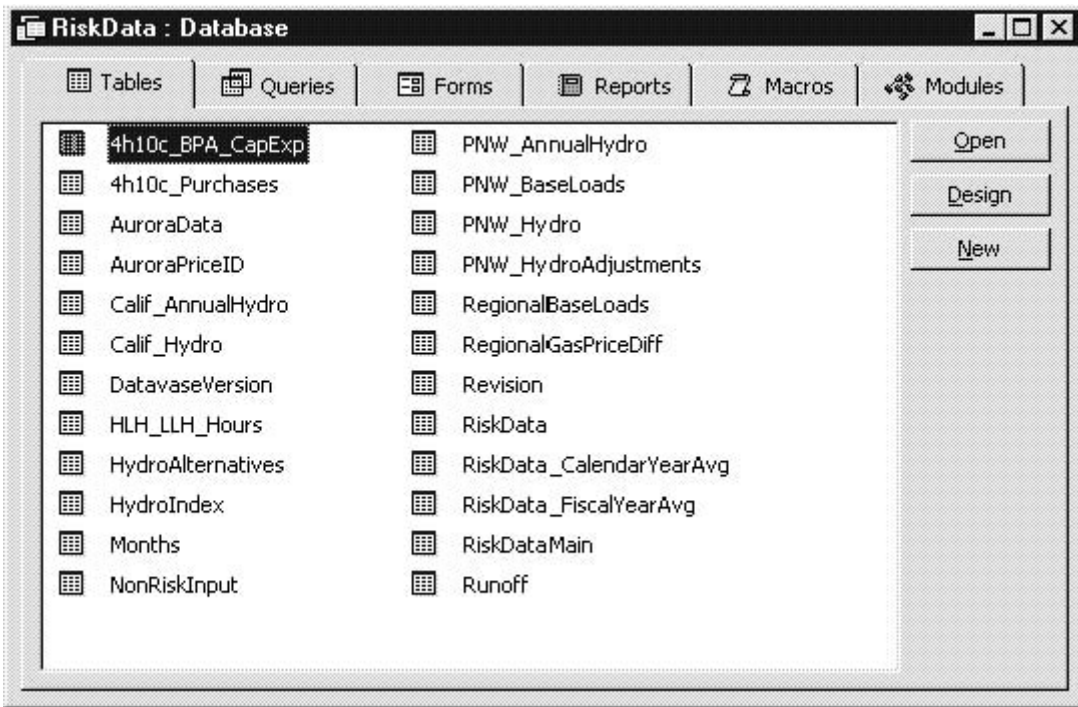 RiskData : Database
Tables Queries Forms Reports Macros Modules
4h10c_BPA_CapExp
4h10c_Purchases
AuroraData
AuroraPriceID
Calif_AnnualHydro
Calif_Hydro
DatavaseVersion
HLH_LLH_Hours
HydroAlternatives
HydroIndex
Months
NonRiskInput
PNW_AnnualHydro
PNW_BaseLoads
PNW_Hydro
PNW_HydroAdjustments
RegionalBaseLoads
RegionalGasPriceDiff
Revision
RiskData
RiskData_CalendarYearAvg
RiskData_FiscalYearAvg
RiskDataMain
Runoff
Open
Design
New